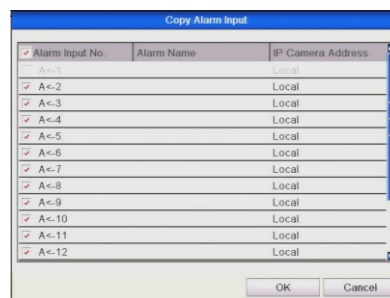 Copy Alarm Input
Alarm Input No. Alarm Name IP Camera Address
A<-1 Local
A<-2 Local
A<-3 Local
A<-4 Local
A<-5 Local
A<-6 Local
A<-7 Local
A<-8 Local
A<-9 Local
A<-10 Local
A<-11 Local
A<-12 Local
OK Cancel